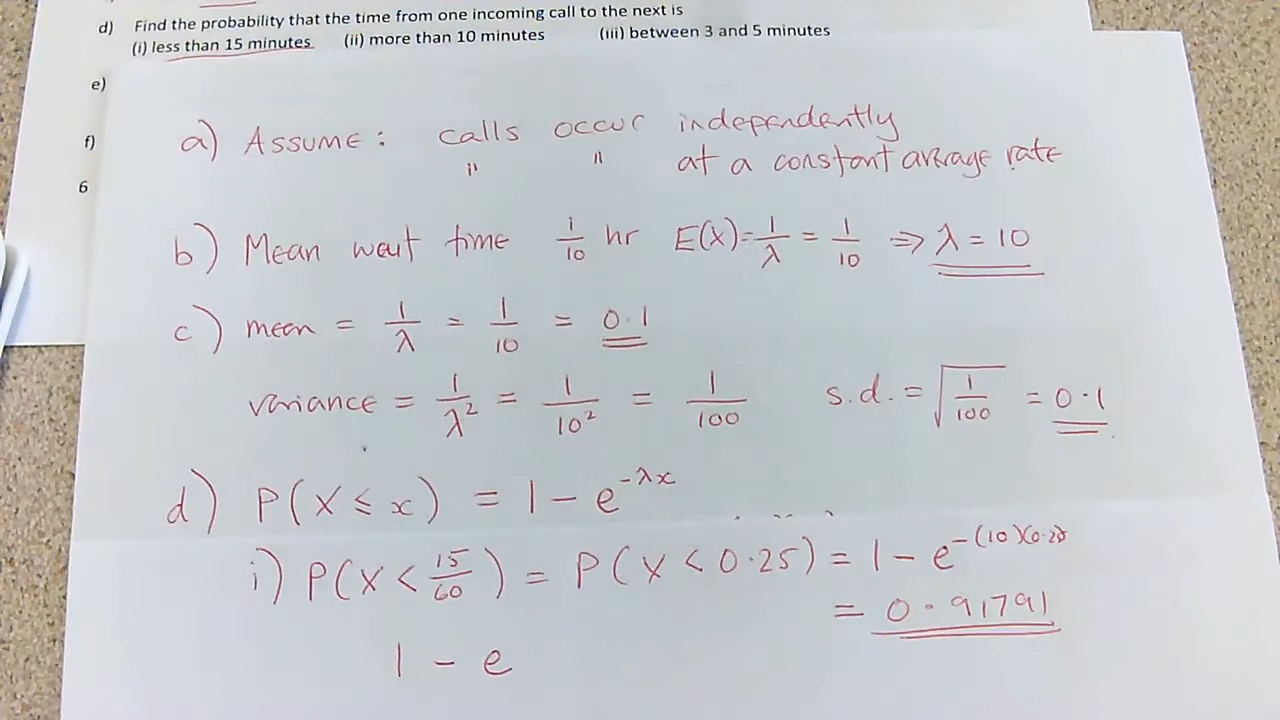 d) Find the probability that the time from one incoming call to the next is
(i) less than 15 minutes (ii) more than 10 minutes (iii) between 3 and 5 minutes
e)
f)
6
a) Assume: calls occur independently
" " at a constant average rate
b) Mean wait time 1/10 hr E(X)=1/λ = 1/10 ⇒ λ = 10
c) mean = 1/λ = 1/10 = 0.1
variance = 1/λ² = 1/10² = 1/100 s.d. = √(1/100) = 0.1
d) P(X ≤ x) = 1 - e^(-λx)
i) P(X < 15/60) = P(X < 0.25) = 1 - e^(-(10)(0.25)
= 0.91791
1 - e